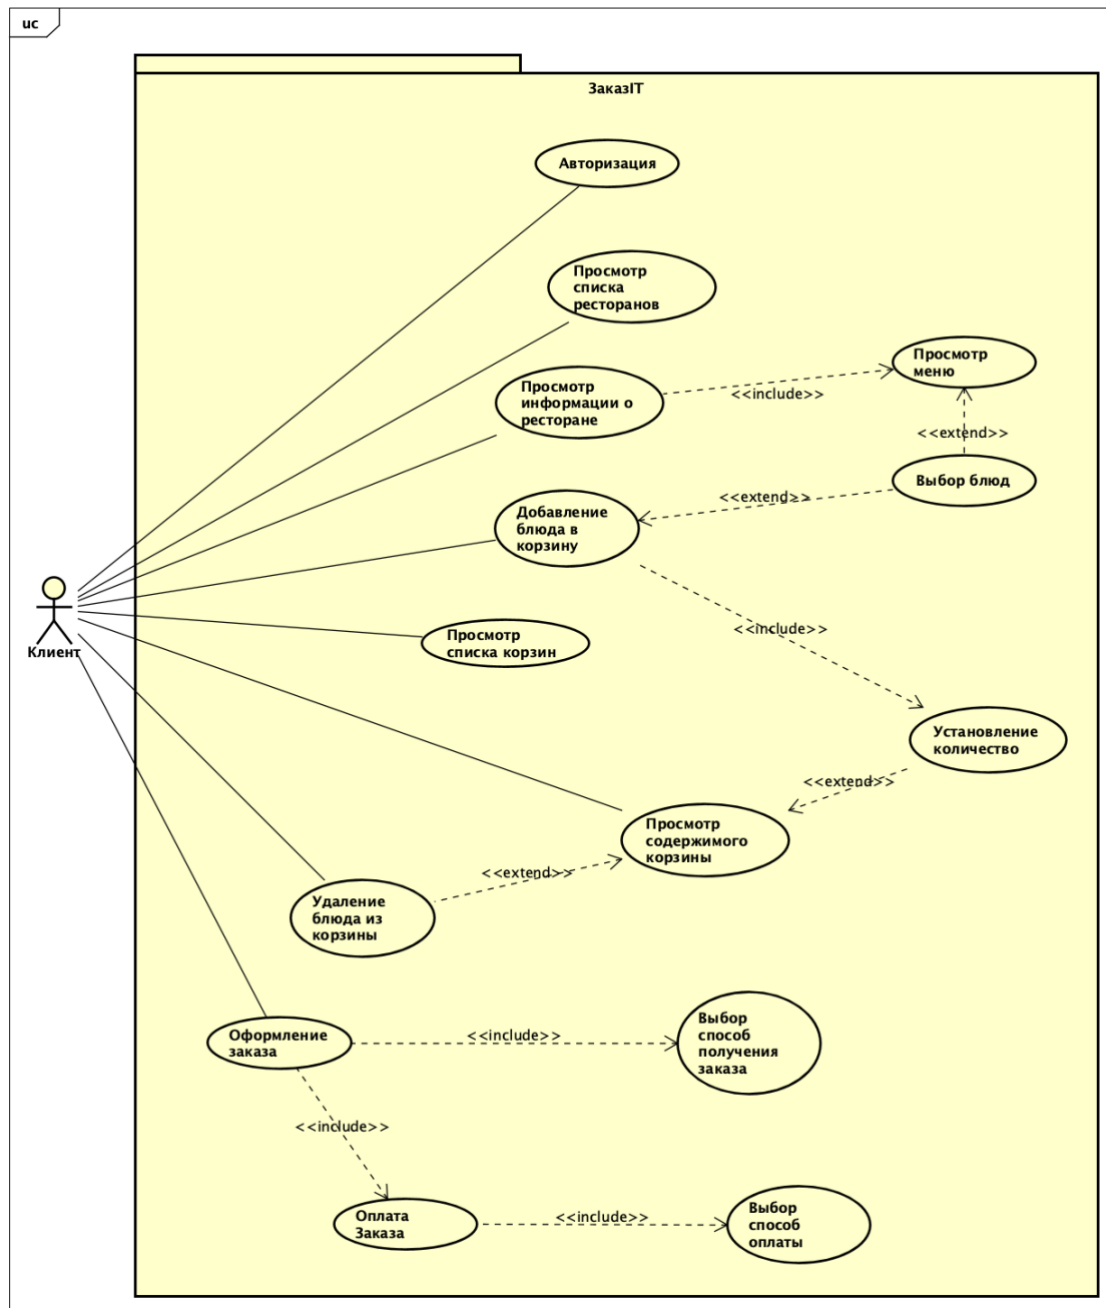 uc
ЗаказIT
Авторизация
Просмотр
списка
ресторанов
Просмотр
меню
Просмотр
информации о
ресторане
<<include>>
<<extend>>
Выбор блюд
<<extend>>
Добавление
блюда в
корзину
<<include>>
Клиент
Просмотр
списка корзин
Установление
количество
<<extend>>
Просмотр
содержимого
корзины
<<extend>>
Удаление
блюда из
корзины
Оформление
заказа
<<include>>
Выбор
способ
получения
заказа
<<include>>
Оплата
Заказа
<<include>>
Выбор
способ
оплаты